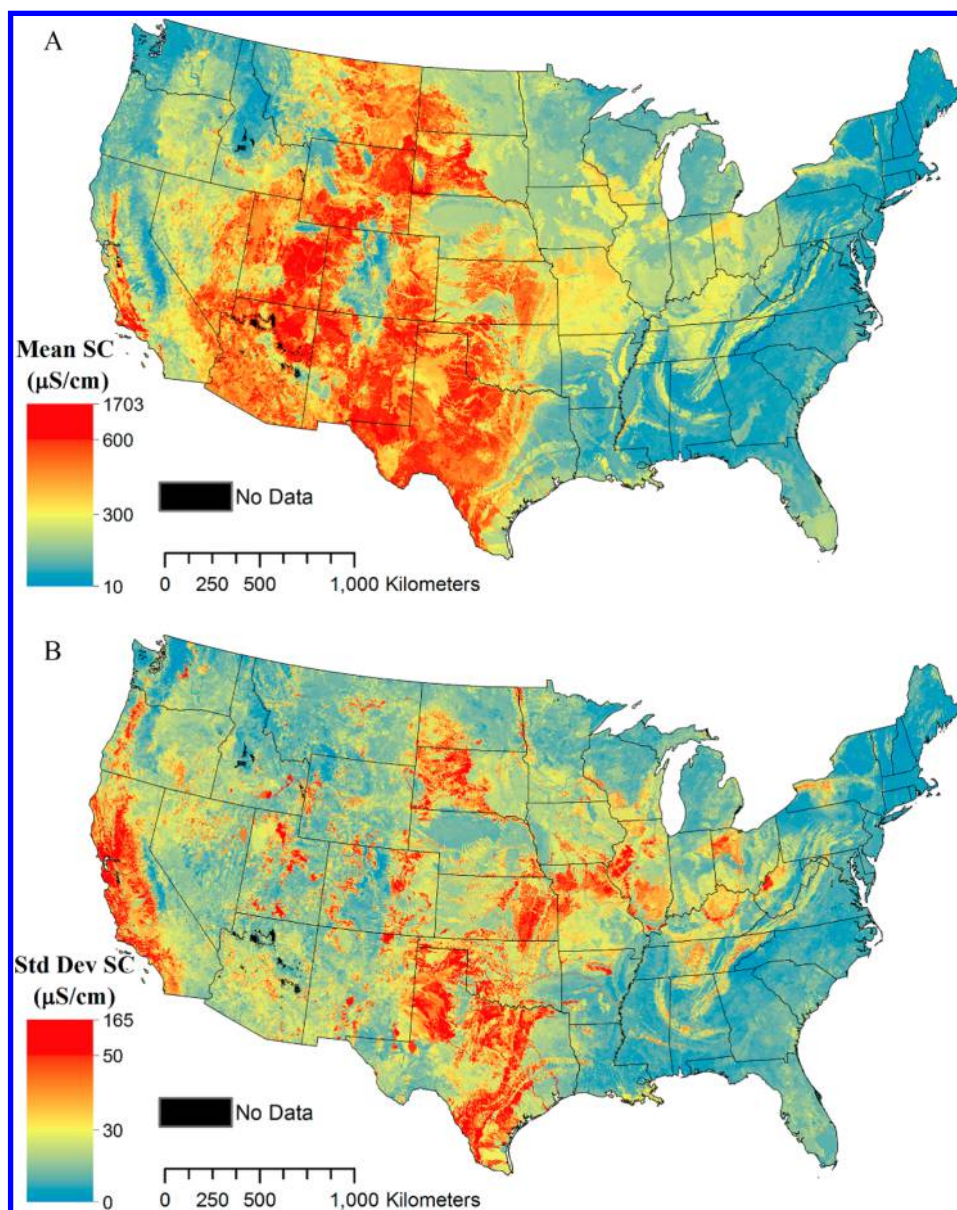 A
Mean SC
(µS/cm)
1703
600
300
10
No Data
0 250 500 1,000 Kilometers
B
Std Dev SC
(µS/cm)
165
50
30
0
No Data
0 250 500 1,000 Kilometers